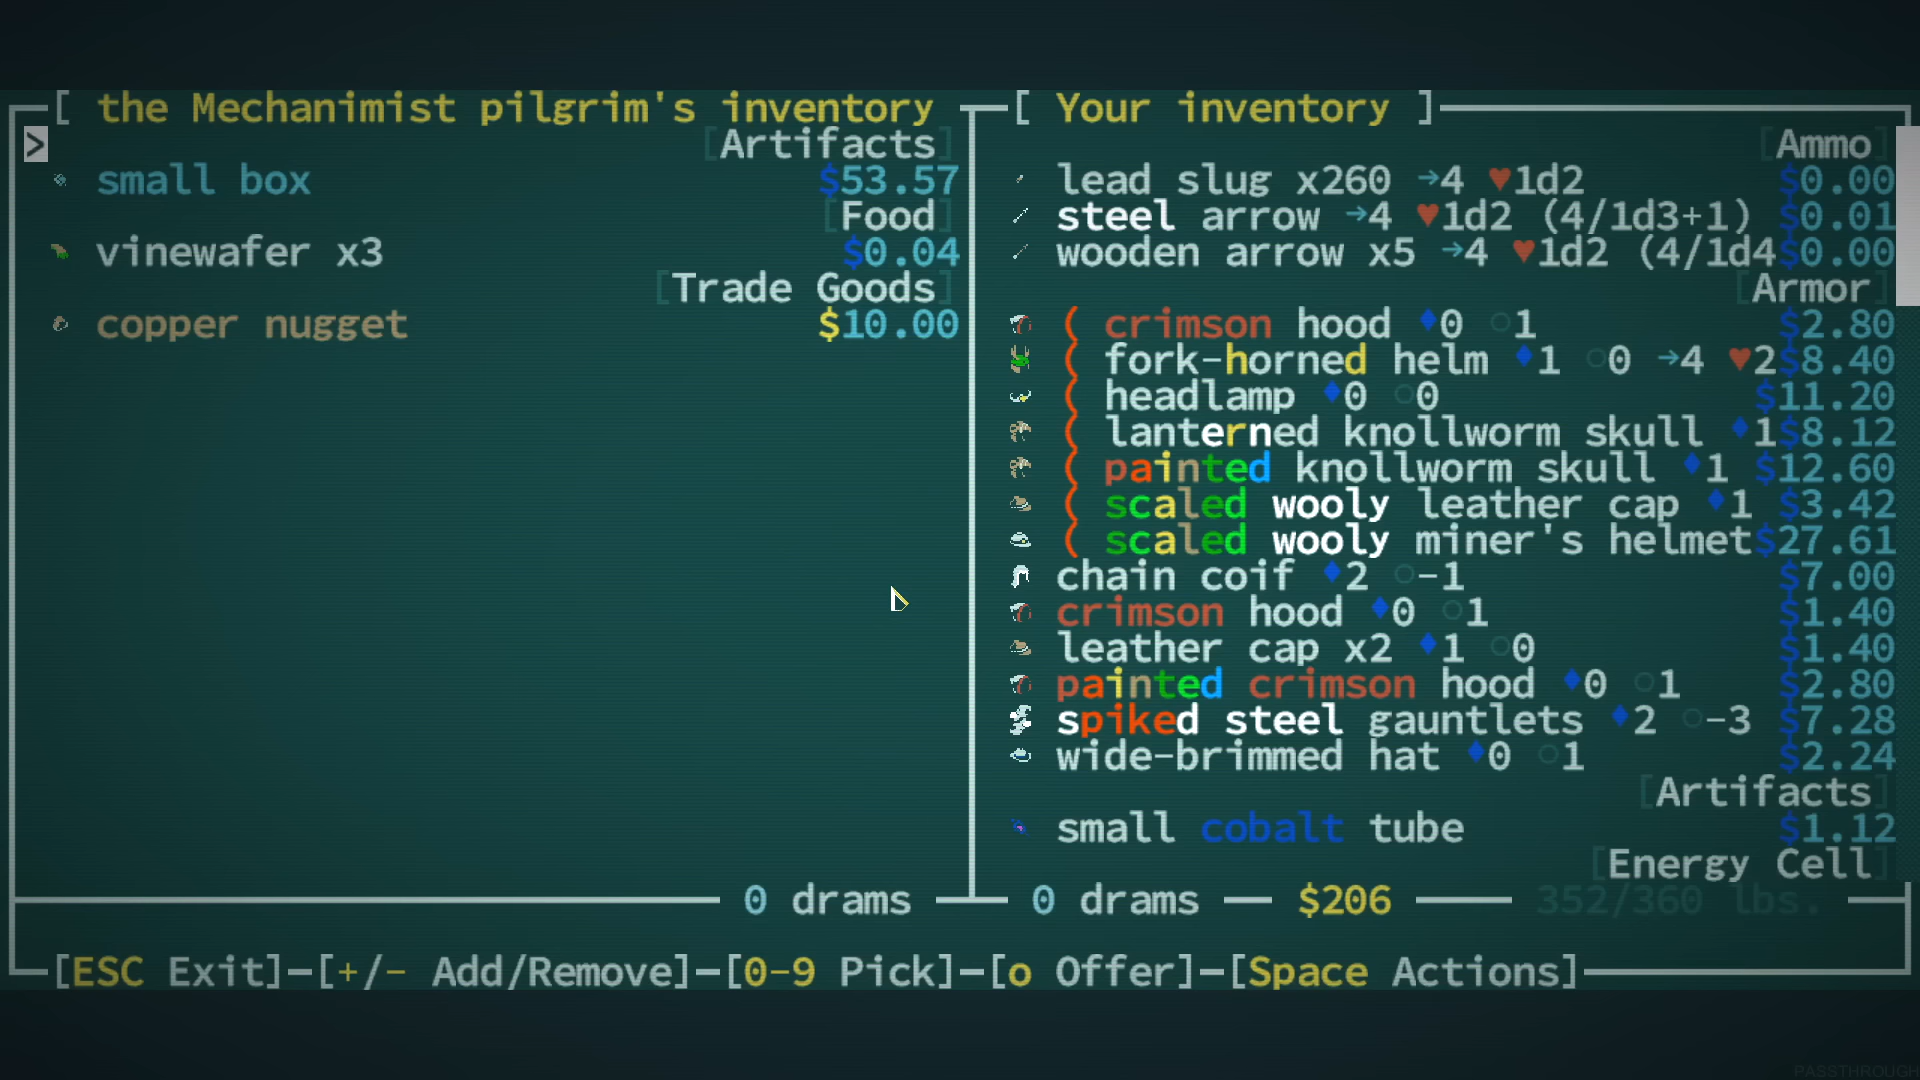 [ the Mechanimist pilgrim's inventory
>
[Artifacts]
small box $53.57
[Food]
vinewafer x3 $0.04
[Trade Goods]
copper nugget $10.00
0 drams
[ Your inventory ]
[Ammo]
lead slug x260 →4 ♥1d2 $0.00
steel arrow →4 ♥1d2 (4/1d3+1) $0.01
wooden arrow x5 →4 ♥1d2 (4/1d4 $0.00
[Armor]
( crimson hood ♦0 ○1 $2.80
( fork-horned helm ♦1 ○0 →4 ♥2 $8.40
( headlamp ♦0 ○0 $11.20
( lanterned knollworm skull ♦1 $8.12
( painted knollworm skull ♦1 $12.60
( scaled wooly leather cap ♦1 $3.42
( scaled wooly miner's helmet $27.61
chain coif ♦2 ○-1 $7.00
crimson hood ♦0 ○1 $1.40
leather cap x2 ♦1 ○0 $1.40
painted crimson hood ♦0 ○1 $2.80
spiked steel gauntlets ♦2 ○-3 $7.28
wide-brimmed hat ♦0 ○1 $2.24
[Artifacts]
small cobalt tube $1.12
[Energy Cell]
0 drams $206 352/360 lbs.
[ESC Exit]-[+/- Add/Remove]-[0-9 Pick]-[o Offer]-[Space Actions]
PASSTHROUGH